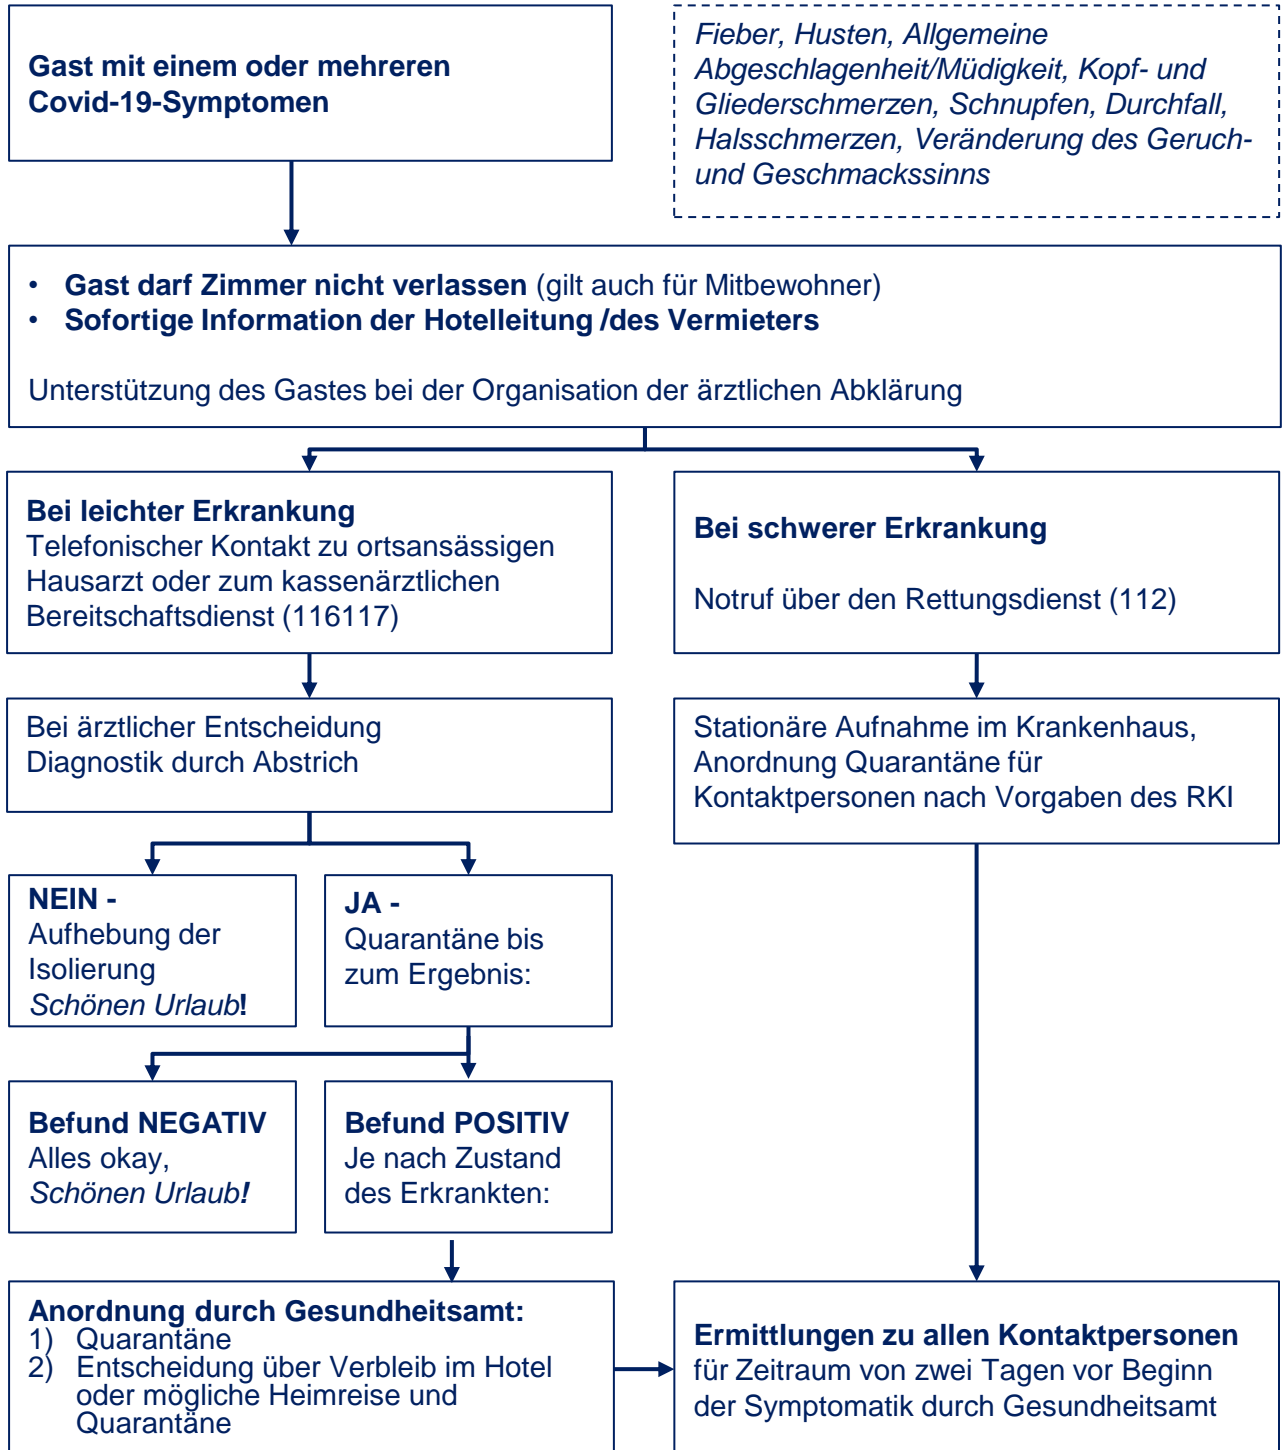 Gast mit einem oder mehreren
Covid-19-Symptomen
Fieber, Husten, Allgemeine
Abgeschlagenheit/Müdigkeit, Kopf- und
Gliederschmerzen, Schnupfen, Durchfall,
Halsschmerzen, Veränderung des Geruch-
und Geschmackssinns
• Gast darf Zimmer nicht verlassen (gilt auch für Mitbewohner)
• Sofortige Information der Hotelleitung /des Vermieters
Unterstützung des Gastes bei der Organisation der ärztlichen Abklärung
Bei leichter Erkrankung
Telefonischer Kontakt zu ortsansässigen
Hausarzt oder zum kassenärztlichen
Bereitschaftsdienst (116117)
Bei schwerer Erkrankung
Notruf über den Rettungsdienst (112)
Bei ärztlicher Entscheidung
Diagnostik durch Abstrich
Stationäre Aufnahme im Krankenhaus,
Anordnung Quarantäne für
Kontaktpersonen nach Vorgaben des RKI
NEIN -
Aufhebung der
Isolierung
Schönen Urlaub!
JA -
Quarantäne bis
zum Ergebnis:
Befund NEGATIV
Alles okay,
Schönen Urlaub!
Befund POSITIV
Je nach Zustand
des Erkrankten:
Anordnung durch Gesundheitsamt:
1) Quarantäne
2) Entscheidung über Verbleib im Hotel
oder mögliche Heimreise und
Quarantäne
Ermittlungen zu allen Kontaktpersonen
für Zeitraum von zwei Tagen vor Beginn
der Symptomatik durch Gesundheitsamt